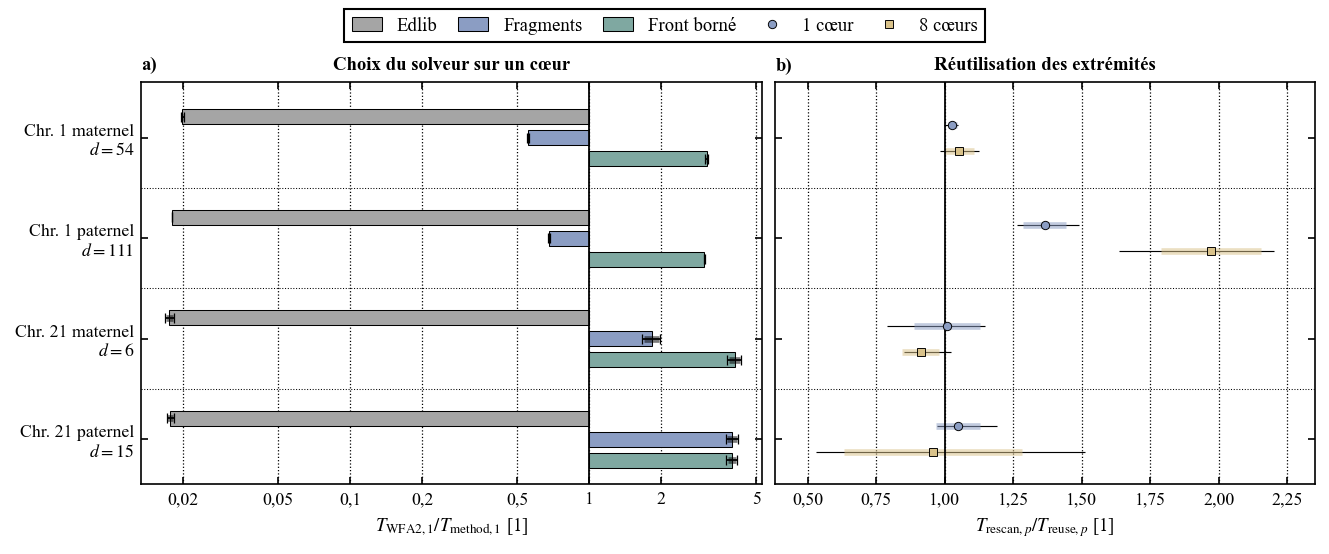 Edlib Fragments Front borné 1 cœur 8 cœurs
a) Choix du solveur sur un cœur
b) Réutilisation des extrémités
Chr. 1 maternel
d = 54
Chr. 1 paternel
d = 111
Chr. 21 maternel
d = 6
Chr. 21 paternel
d = 15
0,02 0,05 0,1 0,2 0,5 1 2 5
T_WFA2, 1/T_method, 1 [1]
0,50 0,75 1,00 1,25 1,50 1,75 2,00 2,25
T_rescan, p/T_reuse, p [1]